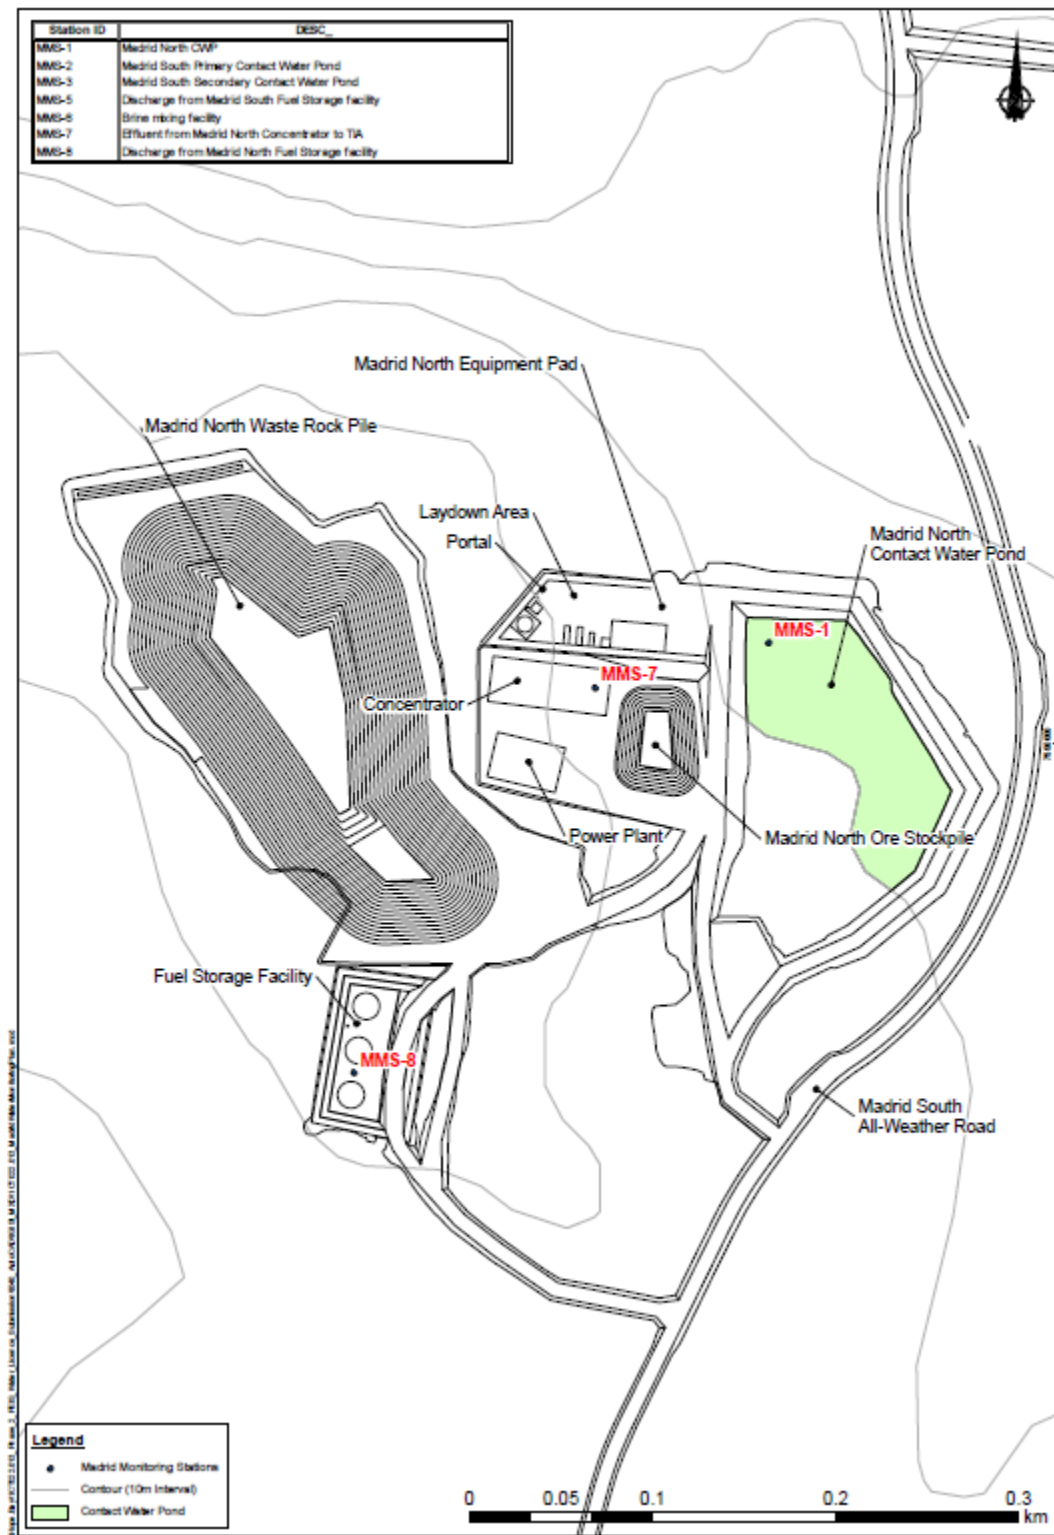 Station ID DESC_
MMS-1 Madrid North CWP
MMS-2 Madrid South Primary Contact Water Pond
MMS-3 Madrid South Secondary Contact Water Pond
MMS-5 Discharge from Madrid South Fuel Storage facility
MMS-6 Brine mixing facility
MMS-7 Effluent from Madrid North Concentrator to TIA
MMS-8 Discharge from Madrid North Fuel Storage facility
Madrid North Equipment Pad
Madrid North Waste Rock Pile
Laydown Area
Portal
Madrid North
Contact Water Pond
MMS-1
MMS-7
Concentrator
Power Plant
Madrid North Ore Stockpile
Fuel Storage Facility
MMS-8
Madrid South
All-Weather Road
Legend
Madrid Monitoring Stations
Contour (10m Interval)
Contact Water Pond
0 0.05 0.1 0.2 0.3
km